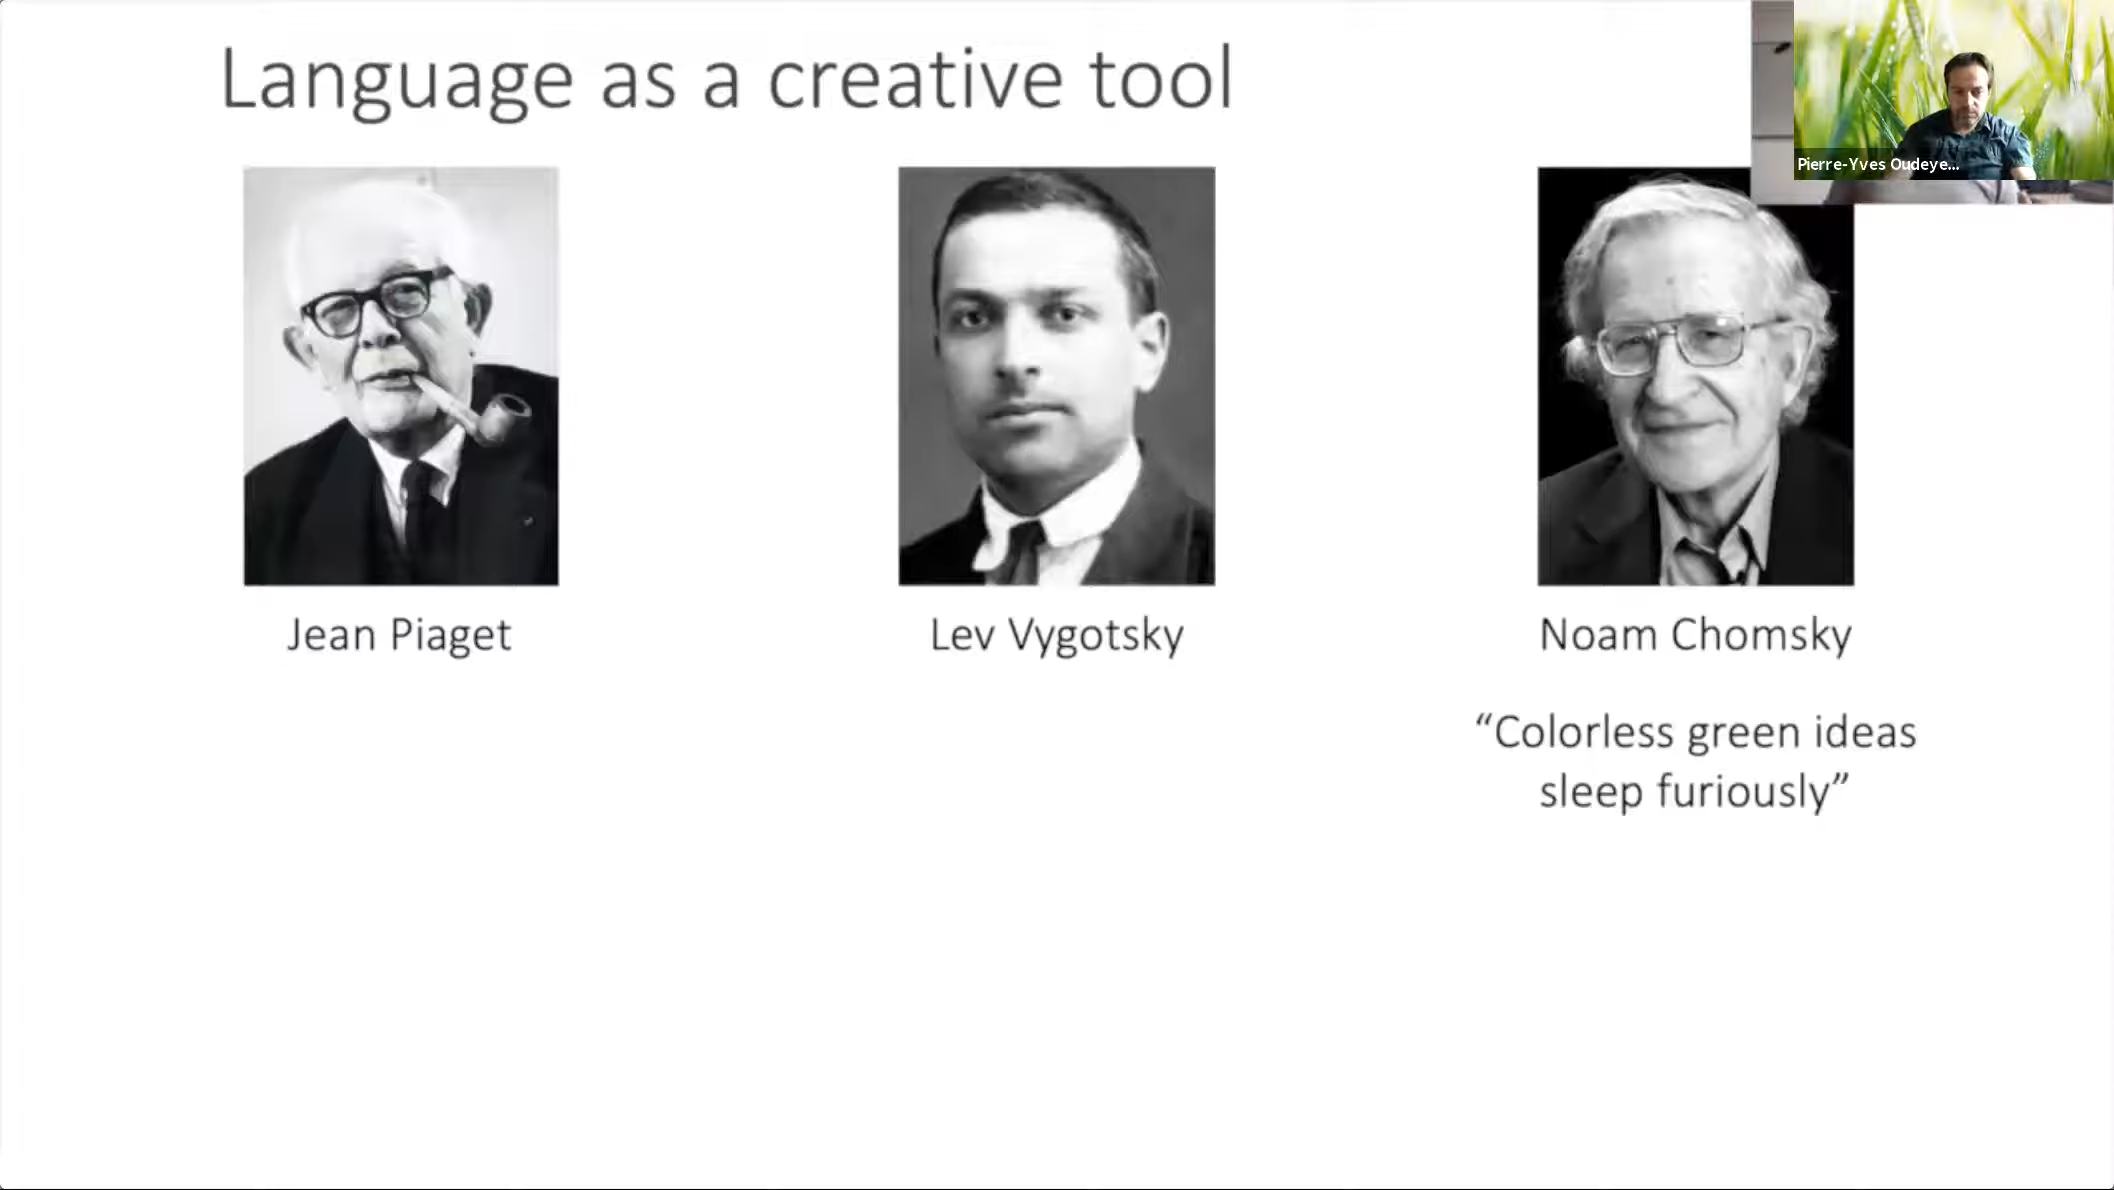 Language as a creative tool
Pierre-Yves Oudeye...
Jean Piaget
Lev Vygotsky
Noam Chomsky
“Colorless green ideas
sleep furiously”